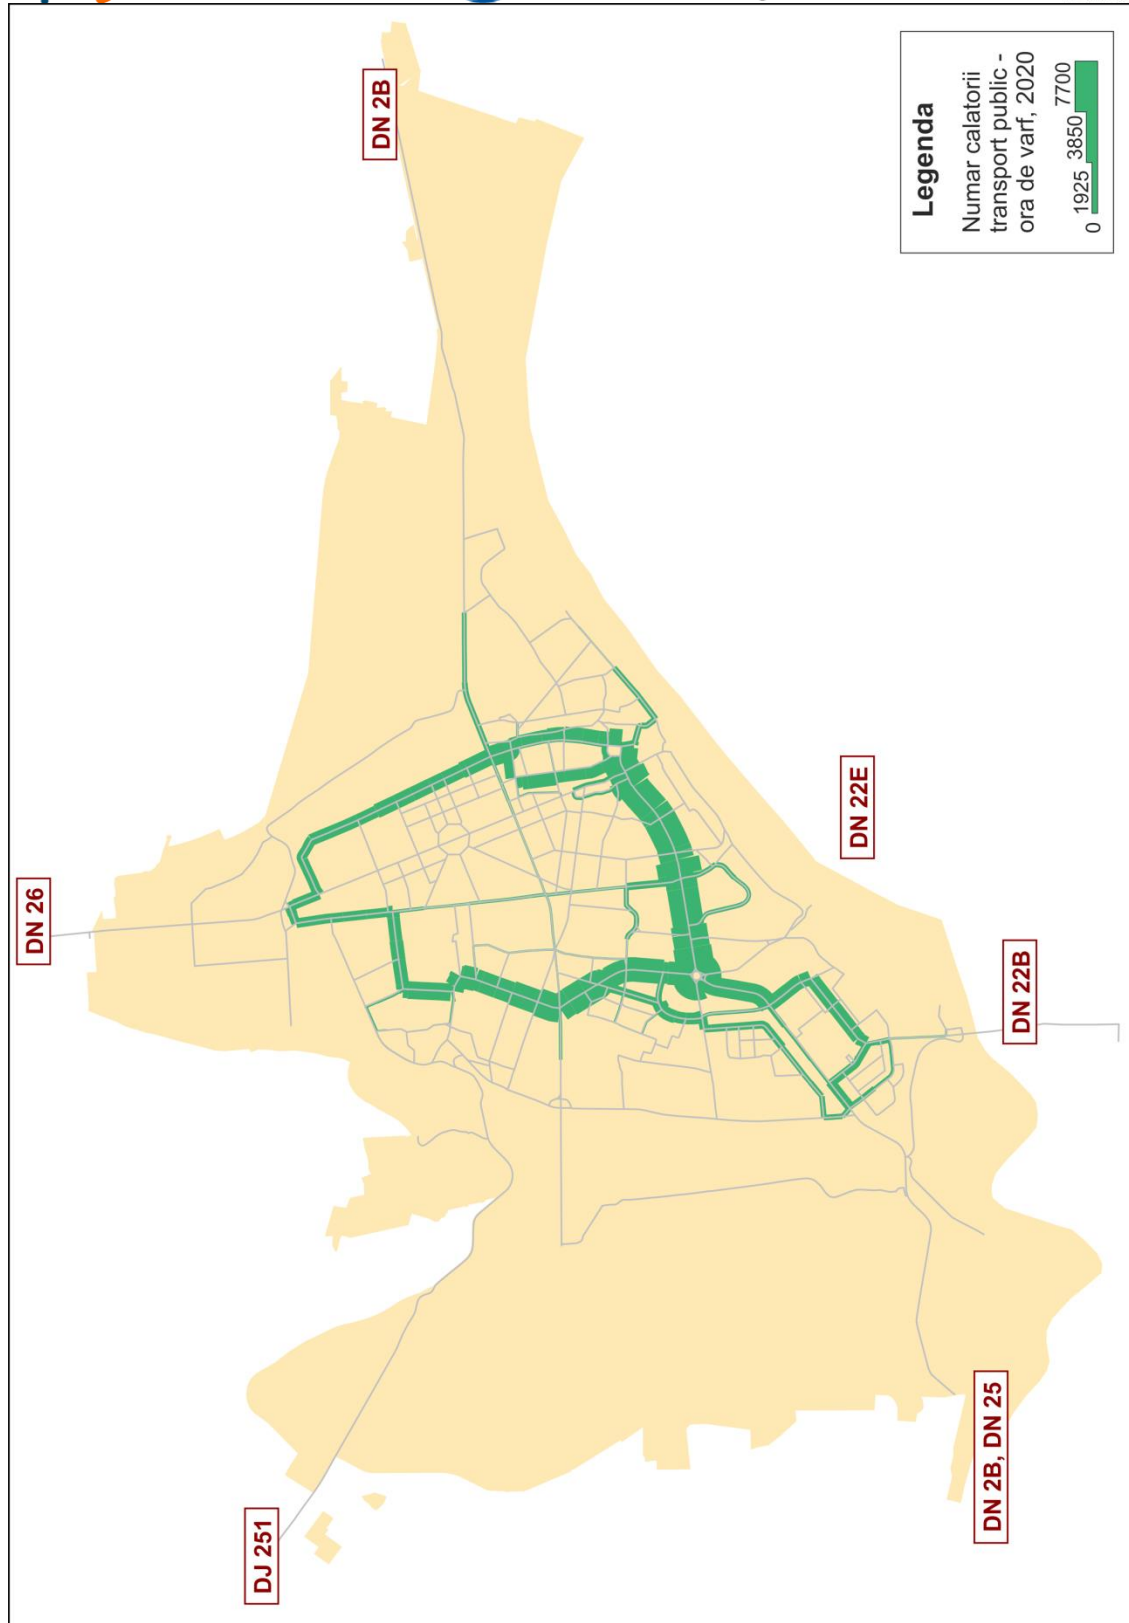 DN 2B
Legenda
Numar calatorii
transport public -
ora de varf, 2020
0 1925 3850 7700
DN 26
DN 22E
DN 22B
DJ 251
DN 2B, DN 25